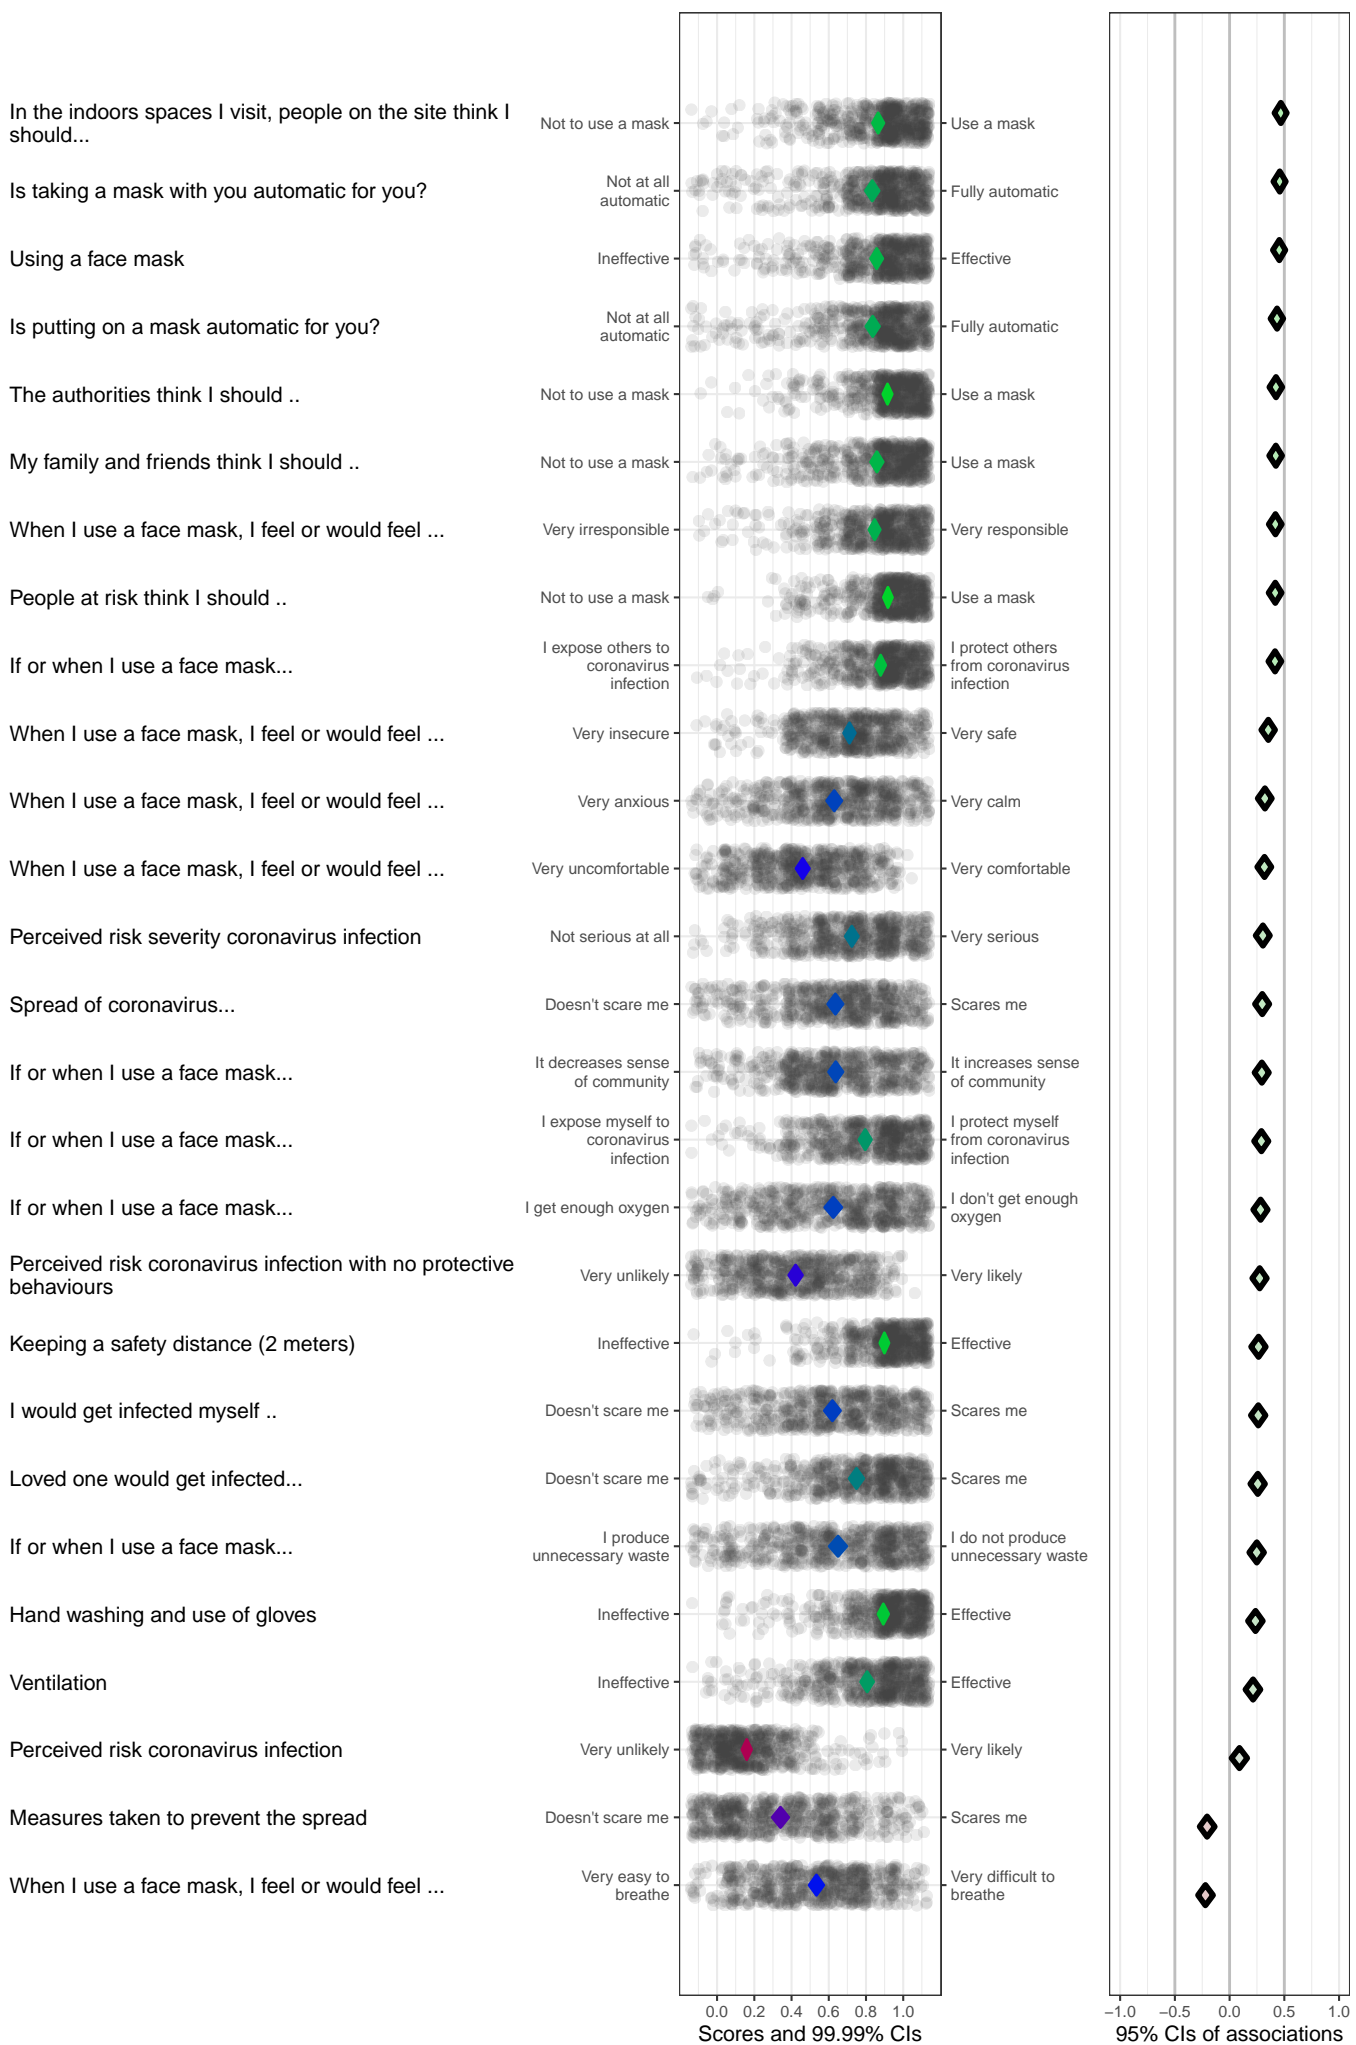 In the indoors spaces I visit, people on the site think I
should...
Not to use a mask
Use a mask
Is taking a mask with you automatic for you?
Not at all
automatic
Fully automatic
Using a face mask
Ineffective
Effective
Is putting on a mask automatic for you?
Not at all
automatic
Fully automatic
The authorities think I should ..
Not to use a mask
Use a mask
My family and friends think I should ..
Not to use a mask
Use a mask
When I use a face mask, I feel or would feel ...
Very irresponsible
Very responsible
People at risk think I should ..
Not to use a mask
Use a mask
If or when I use a face mask...
I expose others to
coronavirus
infection
I protect others
from coronavirus
infection
When I use a face mask, I feel or would feel ...
Very insecure
Very safe
When I use a face mask, I feel or would feel ...
Very anxious
Very calm
When I use a face mask, I feel or would feel ...
Very uncomfortable
Very comfortable
Perceived risk severity coronavirus infection
Not serious at all
Very serious
Spread of coronavirus...
Doesn't scare me
Scares me
If or when I use a face mask...
It decreases sense
of community
It increases sense
of community
If or when I use a face mask...
I expose myself to
coronavirus
infection
I protect myself
from coronavirus
infection
If or when I use a face mask...
I get enough oxygen
I don't get enough
oxygen
Perceived risk coronavirus infection with no protective
behaviours
Very unlikely
Very likely
Keeping a safety distance (2 meters)
Ineffective
Effective
I would get infected myself ..
Doesn't scare me
Scares me
Loved one would get infected...
Doesn't scare me
Scares me
If or when I use a face mask...
I produce
unnecessary waste
I do not produce
unnecessary waste
Hand washing and use of gloves
Ineffective
Effective
Ventilation
Ineffective
Effective
Perceived risk coronavirus infection
Very unlikely
Very likely
Measures taken to prevent the spread
Doesn't scare me
Scares me
When I use a face mask, I feel or would feel ...
Very easy to
breathe
Very difficult to
breathe
0.0 0.2 0.4 0.6 0.8 1.0
Scores and 99.99% CIs
−1.0 −0.5 0.0 0.5 1.0
95% CIs of associations